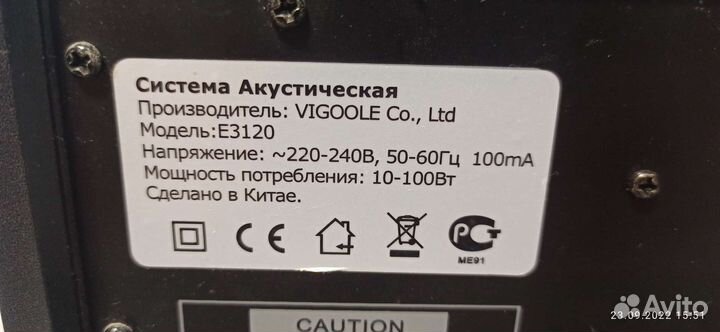 Система Акустическая
Производитель: VIGOOLE Co., Ltd
Модель:E3120
Напряжение: ~220-240В, 50-60Гц 100mA
Мощность потребления: 10-100Вт
Сделано в Китае.
CE PCT
ME91
CAUTION
23.09.2022 15:51
Avito